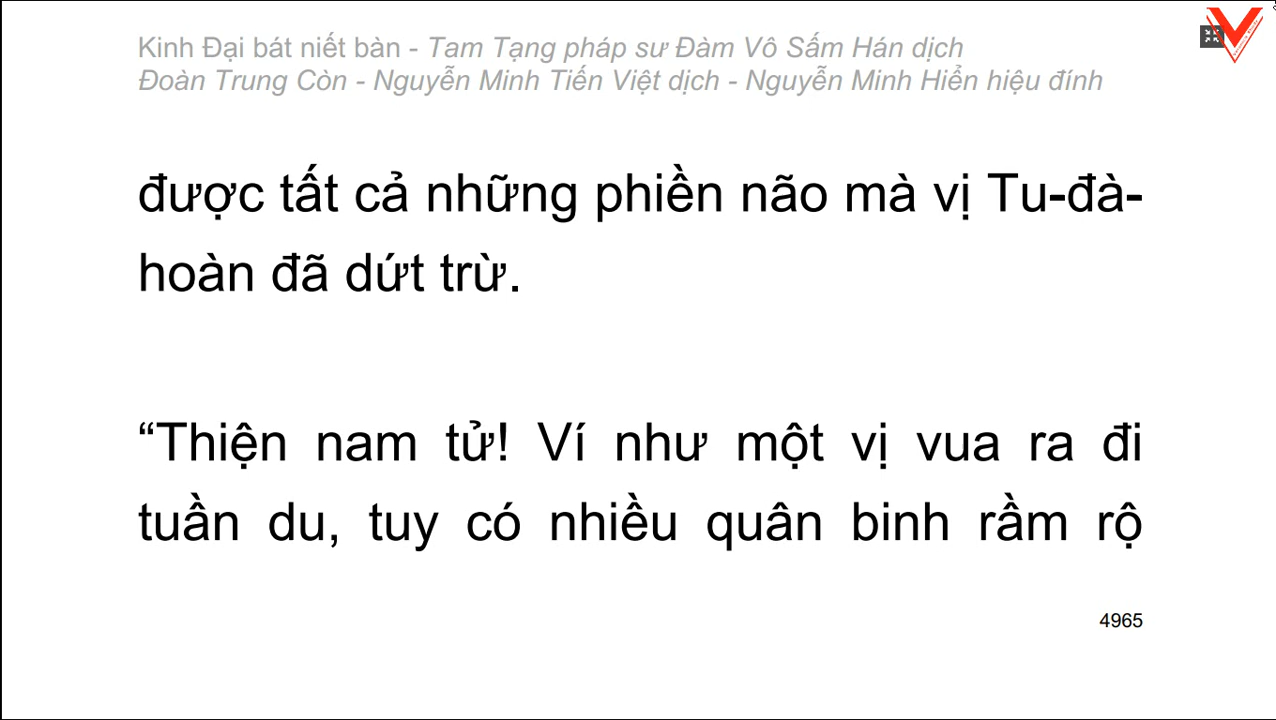 Kinh Đại bát niết bàn - Tam Tạng pháp sư Đàm Vô Sấm Hán dịch
Đoàn Trung Còn - Nguyễn Minh Tiến Việt dịch - Nguyễn Minh Hiển hiệu đính
được tất cả những phiền não mà vị Tu-đà-
hoàn đã dứt trừ.
“Thiện nam tử! Ví như một vị vua ra đi
tuần du, tuy có nhiều quân binh rầm rộ
4965